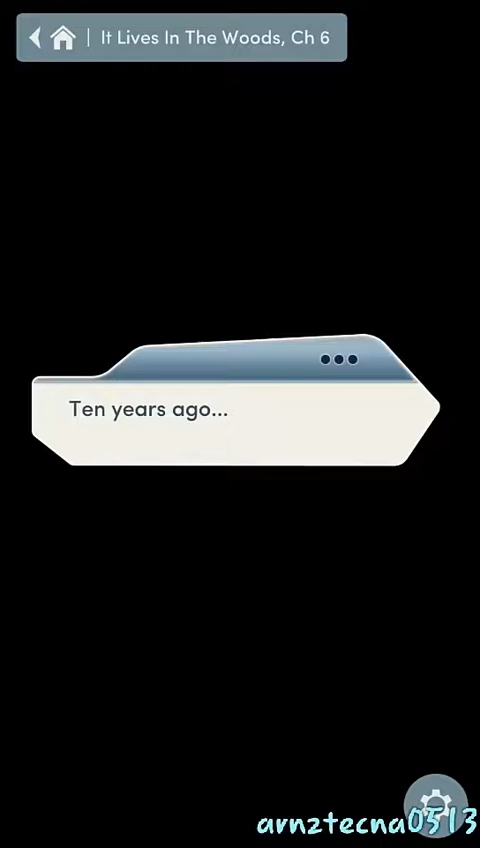 It Lives In The Woods, Ch 6
Ten years ago...
arnztecna0513